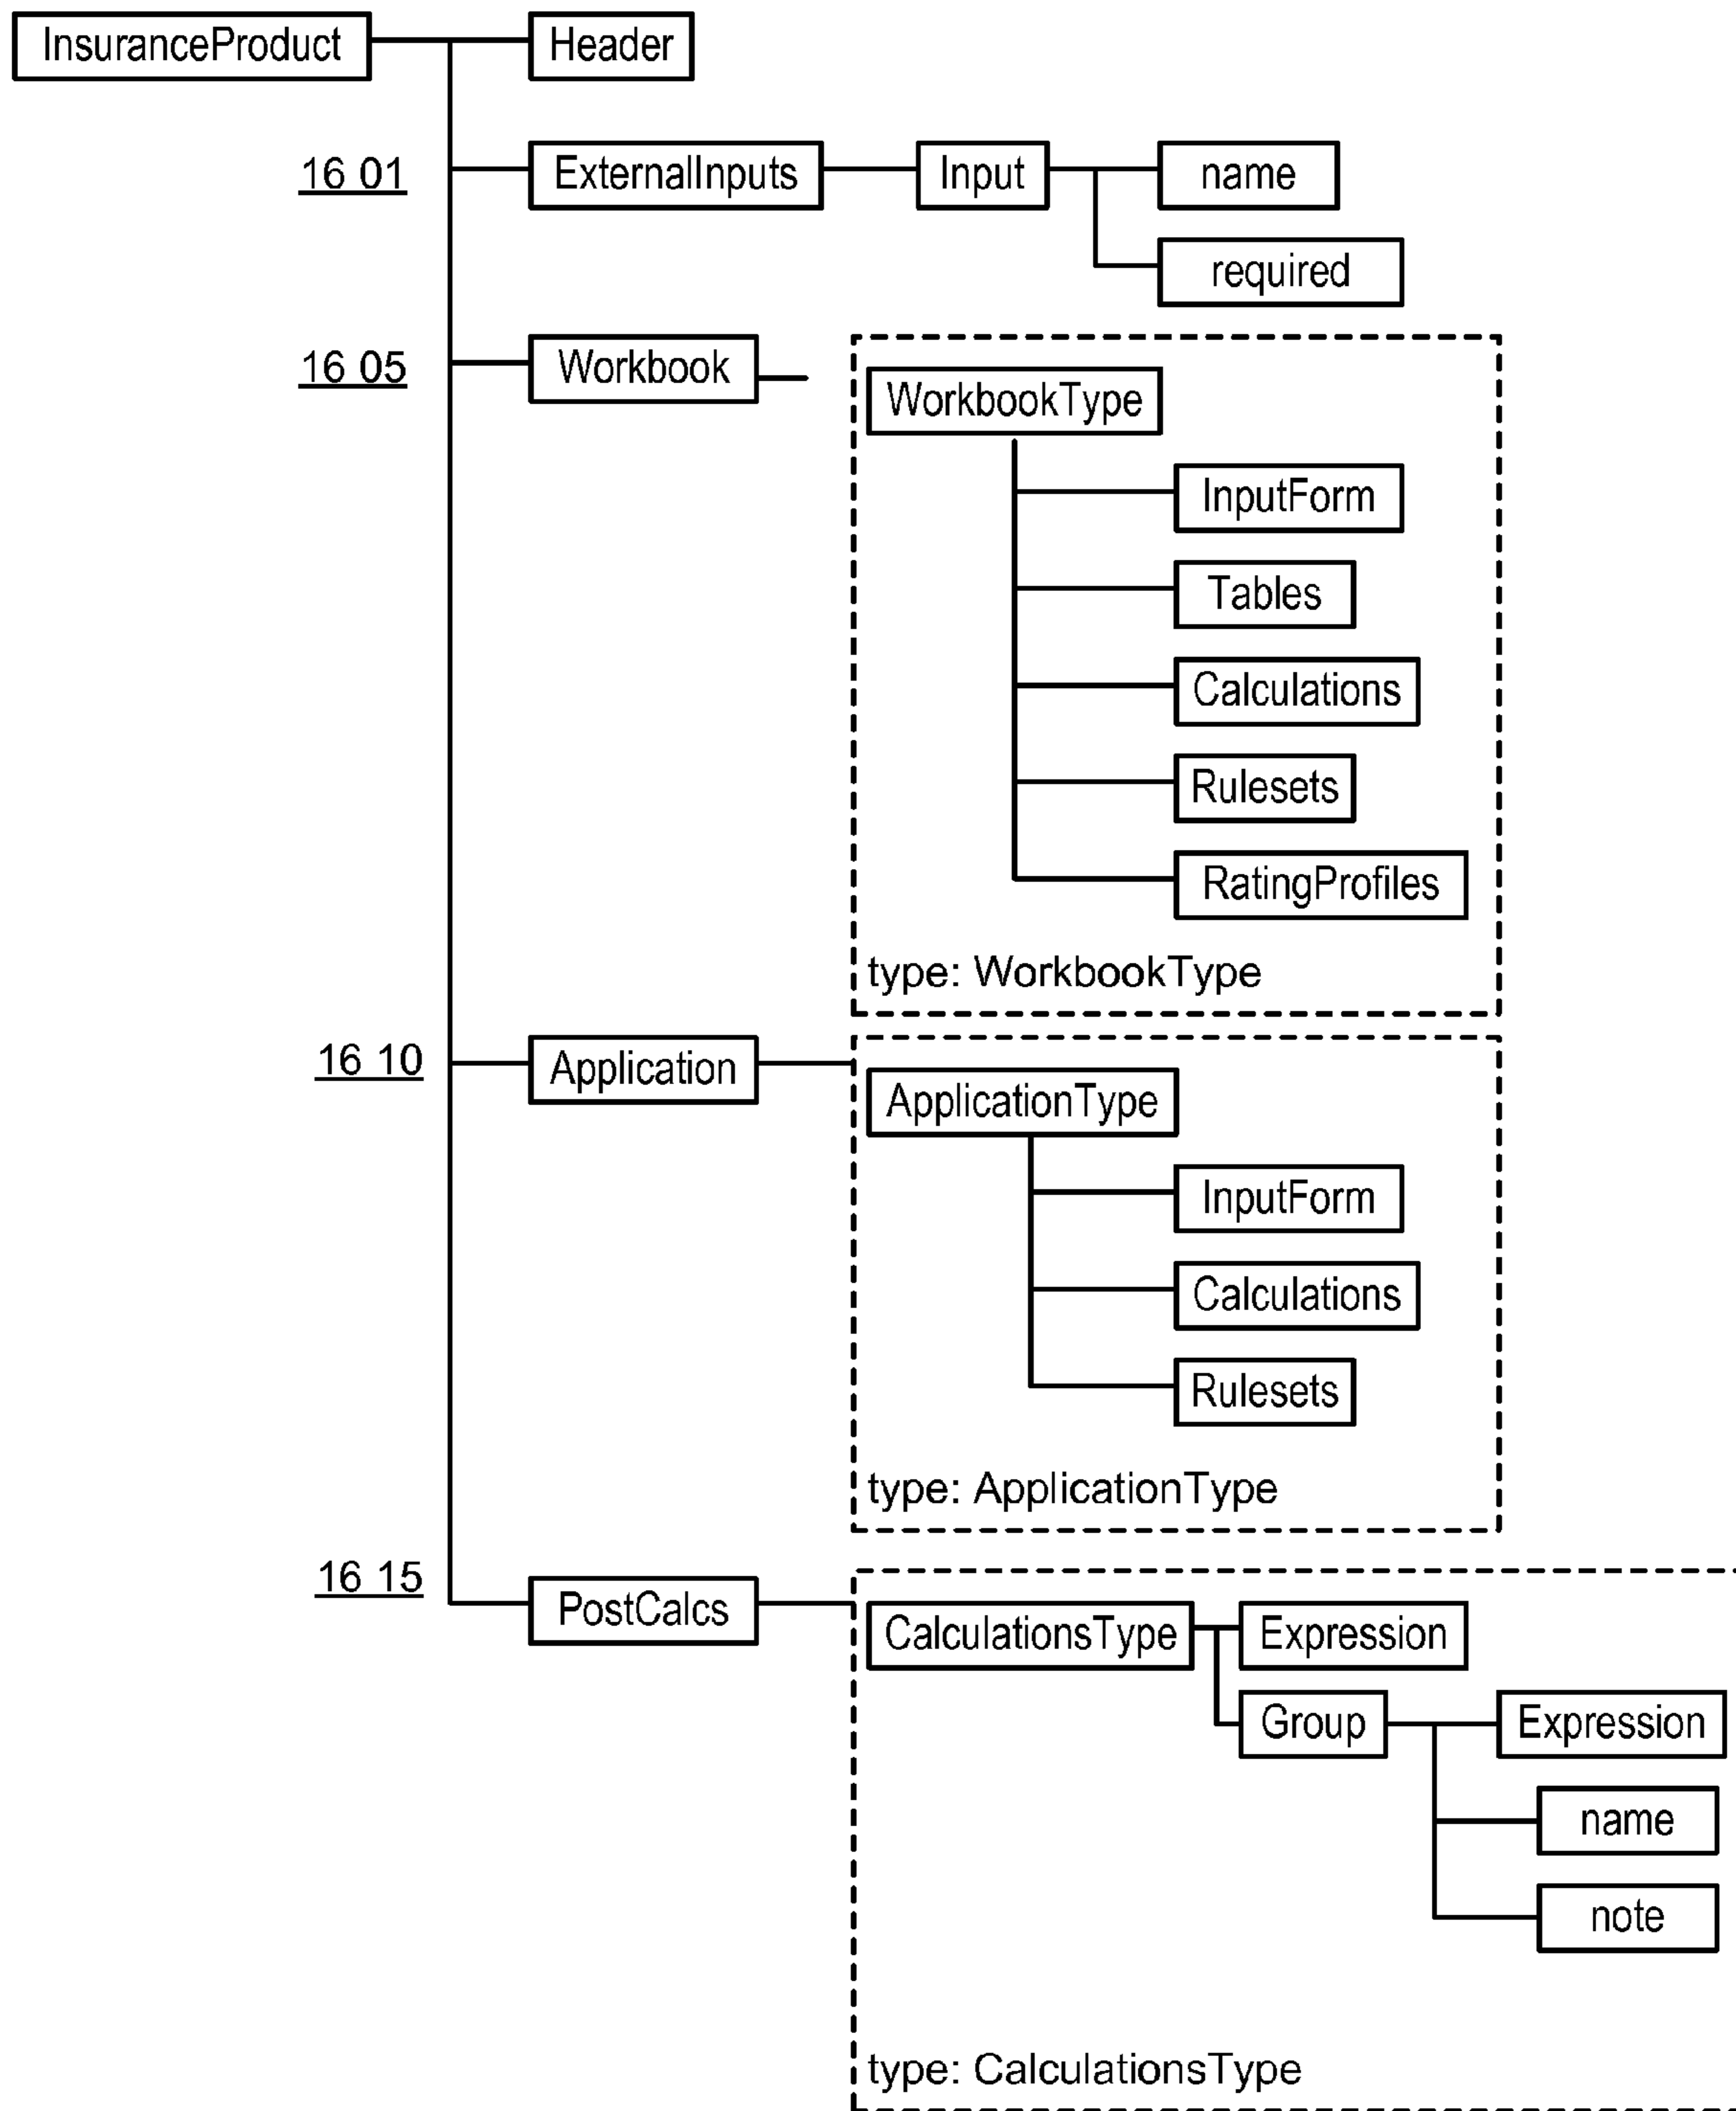 InsuranceProduct
Header
16 01
ExternalInputs
Input
name
required
16 05
Workbook
WorkbookType
InputForm
Tables
Calculations
Rulesets
RatingProfiles
type: WorkbookType
16 10
Application
ApplicationType
InputForm
Calculations
Rulesets
type: ApplicationType
16 15
PostCalcs
CalculationsType
Expression
Group
Expression
name
note
type: CalculationsType